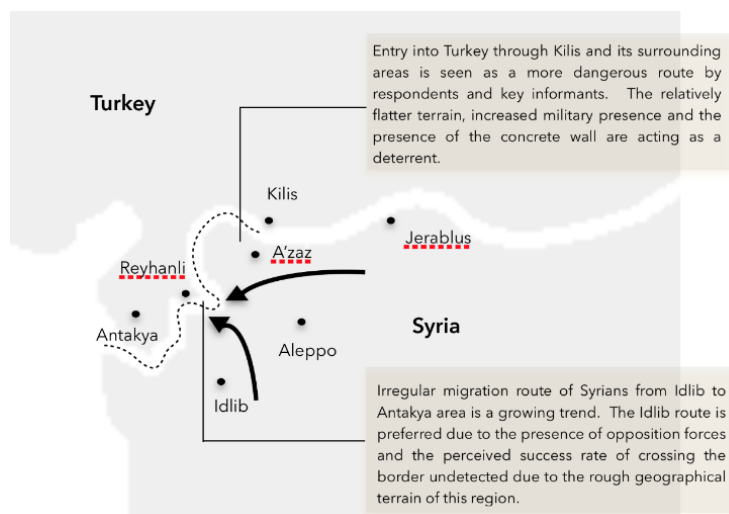 Entry into Turkey through Kilis and its surrounding
areas is seen as a more dangerous route by
respondents and key informants. The relatively
flatter terrain, increased military presence and the
presence of the concrete wall are acting as a
deterrent.
Turkey
Kilis
Jerablus
A'zaz
Reyhanli
Antakya
Syria
Aleppo
Idlib
Irregular migration route of Syrians from Idlib to
Antakya area is a growing trend. The Idlib route is
preferred due to the presence of opposition forces
and the perceived success rate of crossing the
border undetected due to the rough geographical
terrain of this region.